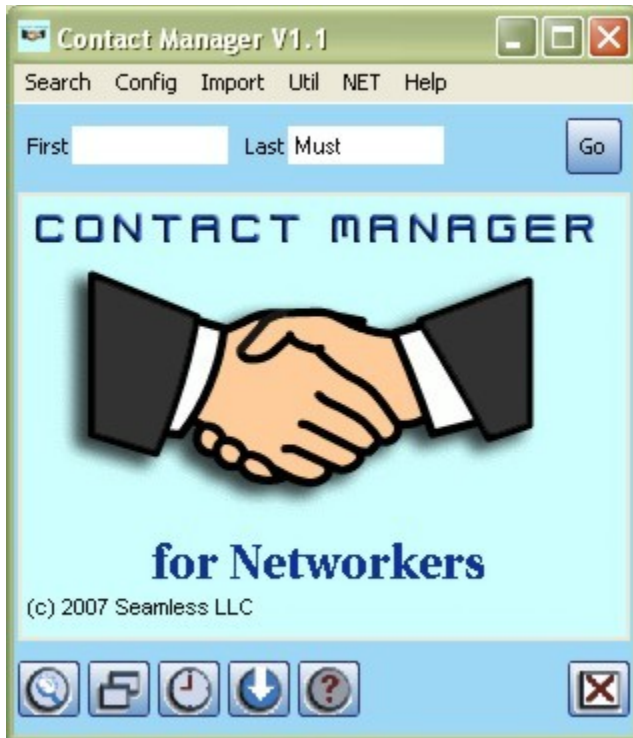 Contact Manager V1.1
Search Config Import Util NET Help
First Last Must Go
CONTACT MANAGER
for Networkers
(c) 2007 Seamless LLC
?